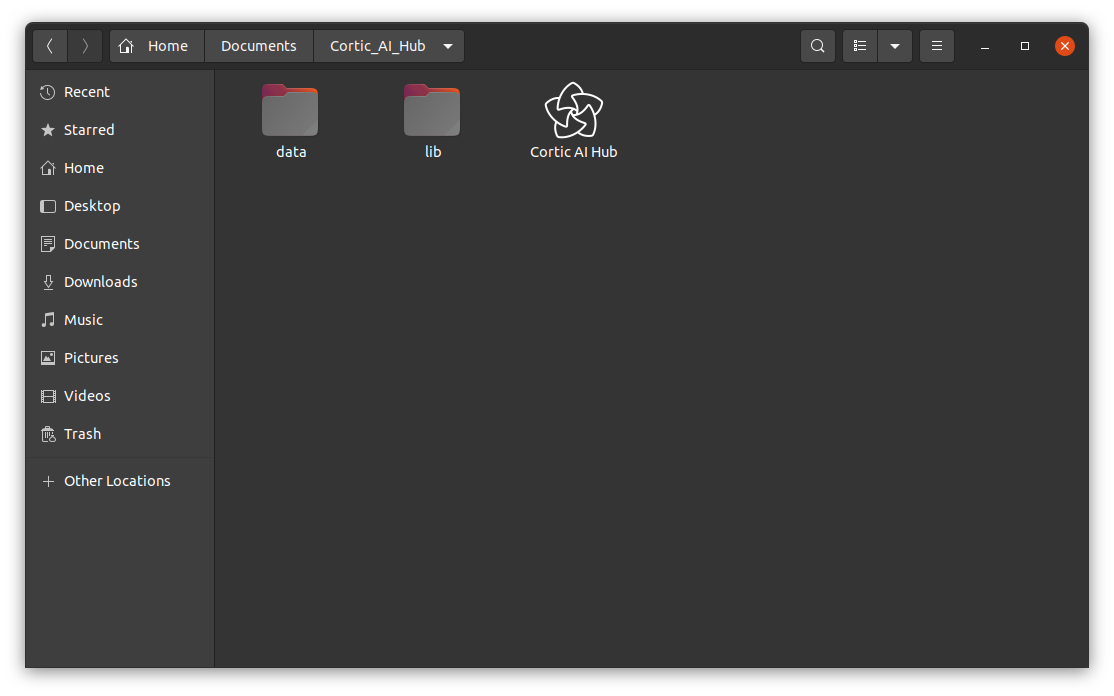 Home Documents Cortic_AI_Hub
Recent
Starred
Home
Desktop
Documents
Downloads
Music
Pictures
Videos
Trash
Other Locations
data lib Cortic AI Hub